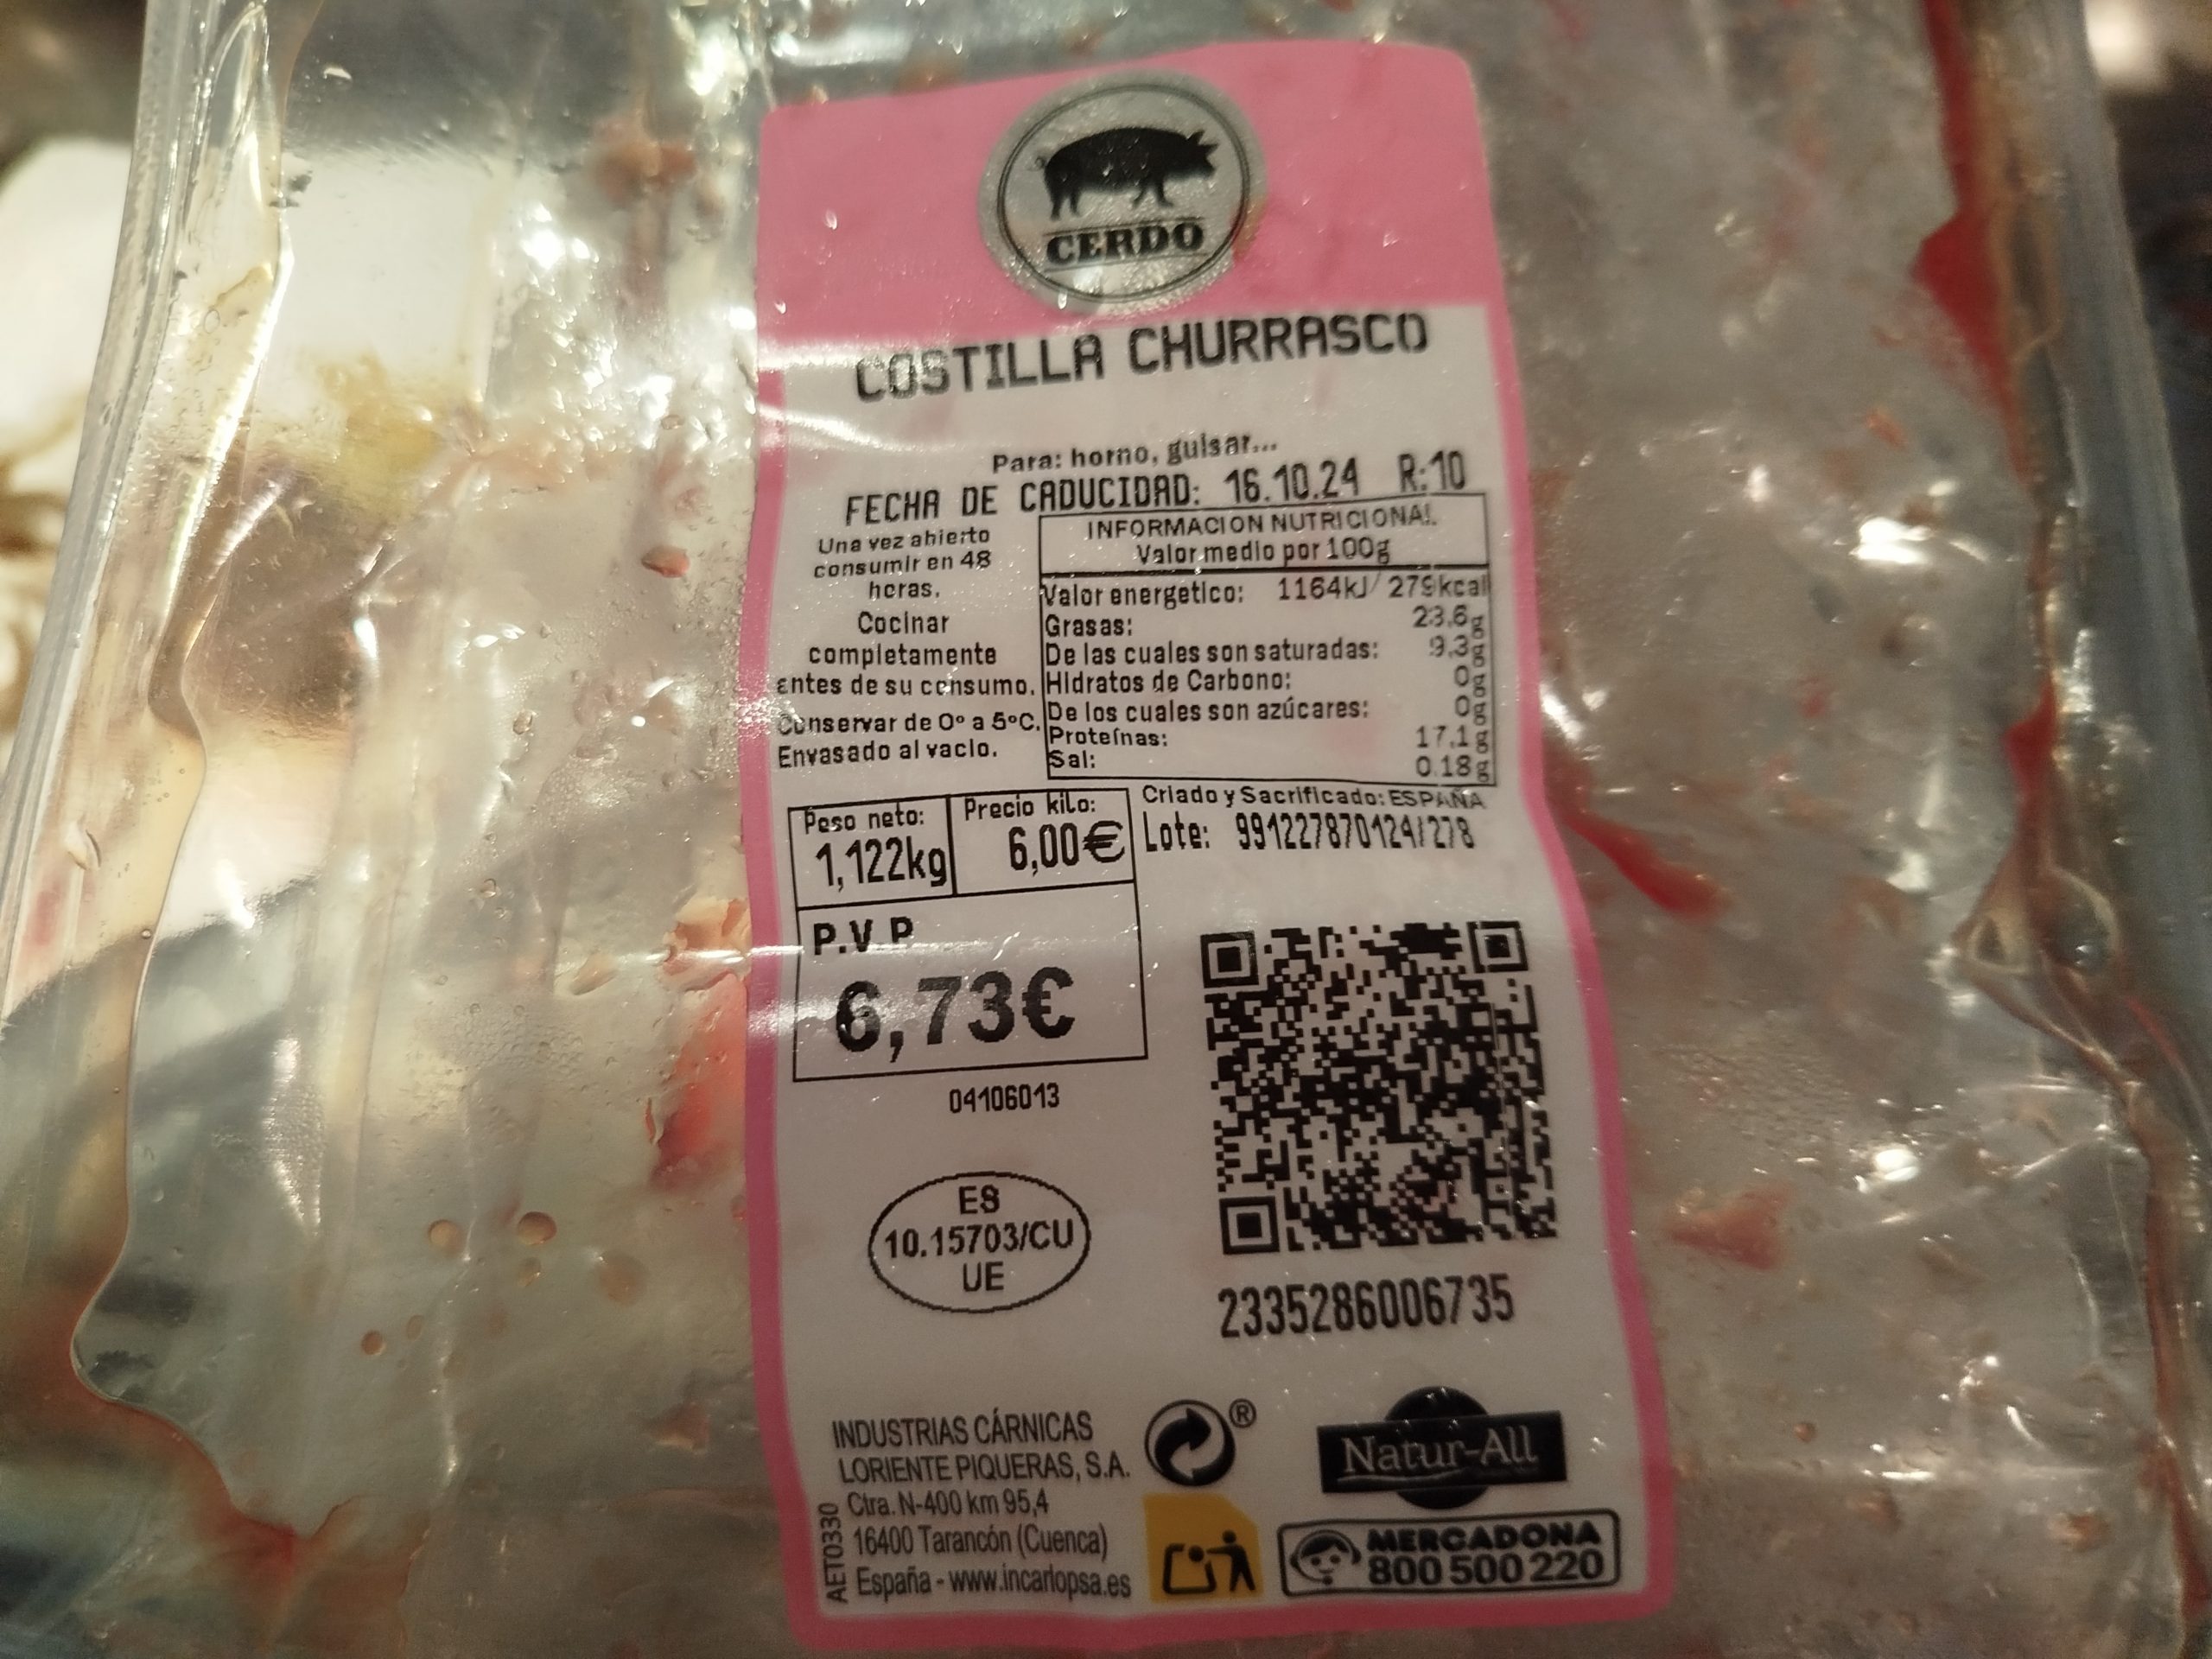 CERDO
COSTILLA CHURRASCO
Para: horno, guisar...
FECHA DE CADUCIDAD: 16.10.24 R:10
Una vez abierto
consumir en 48
horas.
Cocinar
completamente
antes de su consumo.
Conservar de 0º a 5ºC.
Envasado al vacío.
INFORMACION NUTRICIONAL
Valor medio por 100g
Valor energetico: 1164kJ/ 279kcal
Grasas: 23.6g
De las cuales son saturadas: 9.3g
Hidratos de Carbono: 0g
De los cuales son azúcares: 0g
Proteínas: 17.1g
Sal: 0.18g
Peso neto:
1,122kg
Precio kilo:
6,00€
Criado y Sacrificado: ESPAÑA
Lote: 991227870124/278
P.V.P
6,73€
04106013
ES
10.15703/CU
UE
2335286006735
INDUSTRIAS CÁRNICAS
LORIENTE PIQUERAS, S.A.
Ctra. N-400 km 95,4
16400 Tarancón (Cuenca)
España - www.incarlopsa.es
AET0330
®
Natur-All
MERCADONA
800 500 220